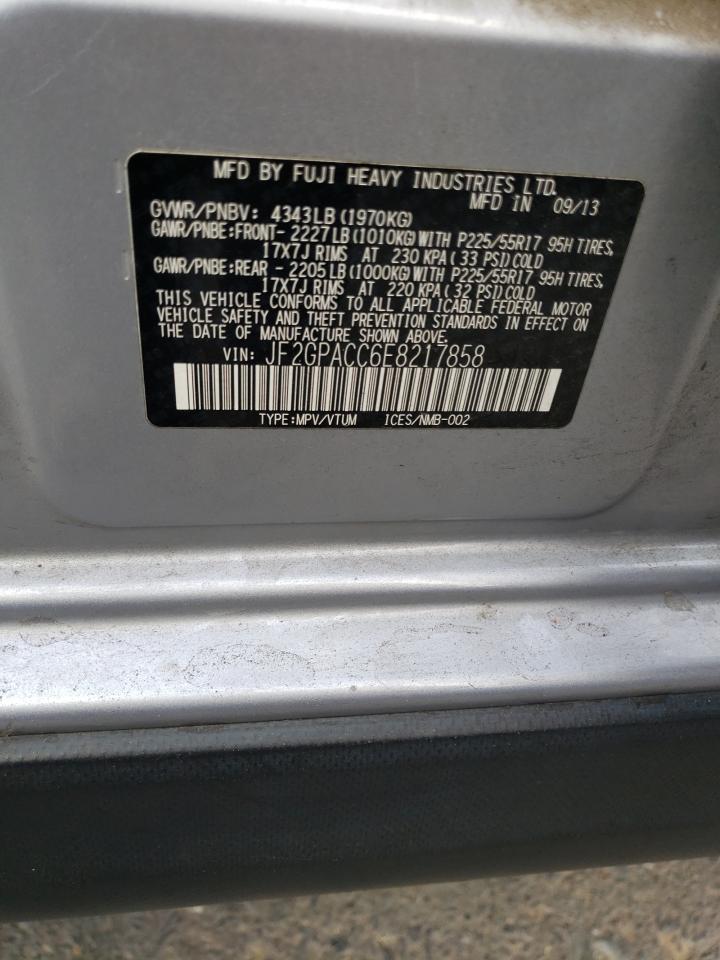 MFD BY FUJI HEAVY INDUSTRIES LTD.
MFD IN 09/13
GVWR/PNBV: 4343LB (1970KG)
GAWR/PNBE:FRONT- 2227LB (1010KG) WITH P225/55R17 95H TIRES,
17X7J RIMS AT 230 KPA ( 33 PSI) COLD
GAWR/PNBE:REAR - 2205LB (1000KG) WITH P225/55R17 95H TIRES,
17X7J RIMS AT 220 KPA ( 32 PSI) COLD
THIS VEHICLE CONFORMS TO ALL APPLICABLE FEDERAL MOTOR
VEHICLE SAFETY AND THEFT PREVENTION STANDARDS IN EFFECT ON
THE DATE OF MANUFACTURE SHOWN ABOVE.
VIN: JF2GPACC6E8217858
TYPE:MPV/VTUM ICES/NMB-002